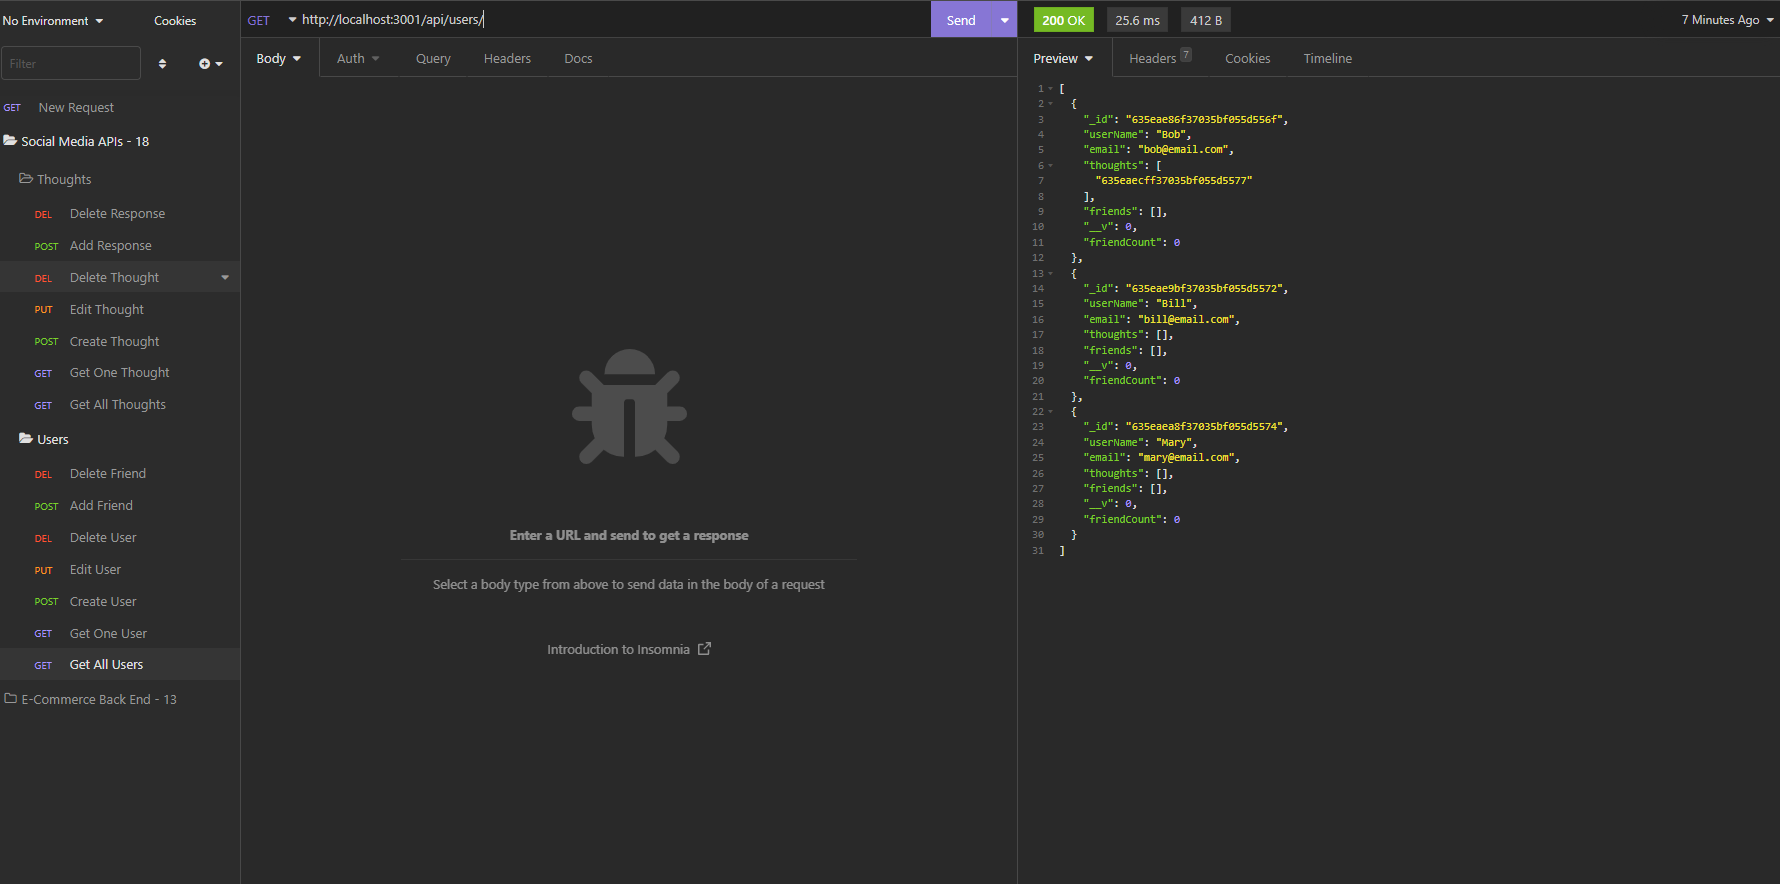 No Environment
Cookies
Filter
GET New Request
Social Media APIs - 18
Thoughts
DEL Delete Response
POST Add Response
DEL Delete Thought
PUT Edit Thought
POST Create Thought
GET Get One Thought
GET Get All Thoughts
Users
DEL Delete Friend
POST Add Friend
DEL Delete User
PUT Edit User
POST Create User
GET Get One User
GET Get All Users
E-Commerce Back End - 13
GET http://localhost:3001/api/users/
Send
Body Auth Query Headers Docs
Enter a URL and send to get a response
Select a body type from above to send data in the body of a request
Introduction to Insomnia
200 OK 25.6 ms 412 B 7 Minutes Ago
Preview Headers 7 Cookies Timeline
1 [
2 {
3 "_id": "635eae86f37035bf055d556f",
4 "userName": "Bob",
5 "email": "bob@email.com",
6 "thoughts": [
7 "635eaecff37035bf055d5577"
8 ],
9 "friends": [],
10 "__v": 0,
11 "friendCount": 0
12 },
13 {
14 "_id": "635eae9bf37035bf055d5572",
15 "userName": "Bill",
16 "email": "bill@email.com",
17 "thoughts": [],
18 "friends": [],
19 "__v": 0,
20 "friendCount": 0
21 },
22 {
23 "_id": "635eaea8f37035bf055d5574",
24 "userName": "Mary",
25 "email": "mary@email.com",
26 "thoughts": [],
27 "friends": [],
28 "__v": 0,
29 "friendCount": 0
30 }
31 ]